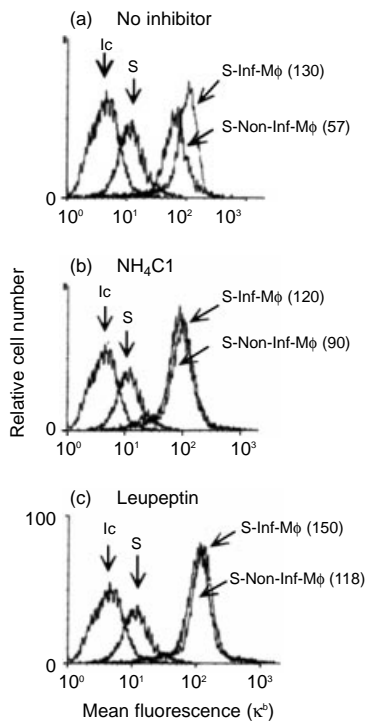 (a) No inhibitor
Ic
S
S-Inf-Mϕ (130)
S-Non-Inf-Mϕ (57)
0
10⁰ 10¹ 10² 10³
(b) NH₄C1
Ic
S
S-Inf-Mϕ (120)
S-Non-Inf-Mϕ (90)
Relative cell number
0
10⁰ 10¹ 10² 10³
(c) Leupeptin
100
Ic
S
S-Inf-Mϕ (150)
S-Non-Inf-Mϕ (118)
0
10⁰ 10¹ 10² 10³
Mean fluorescence (κᵇ)